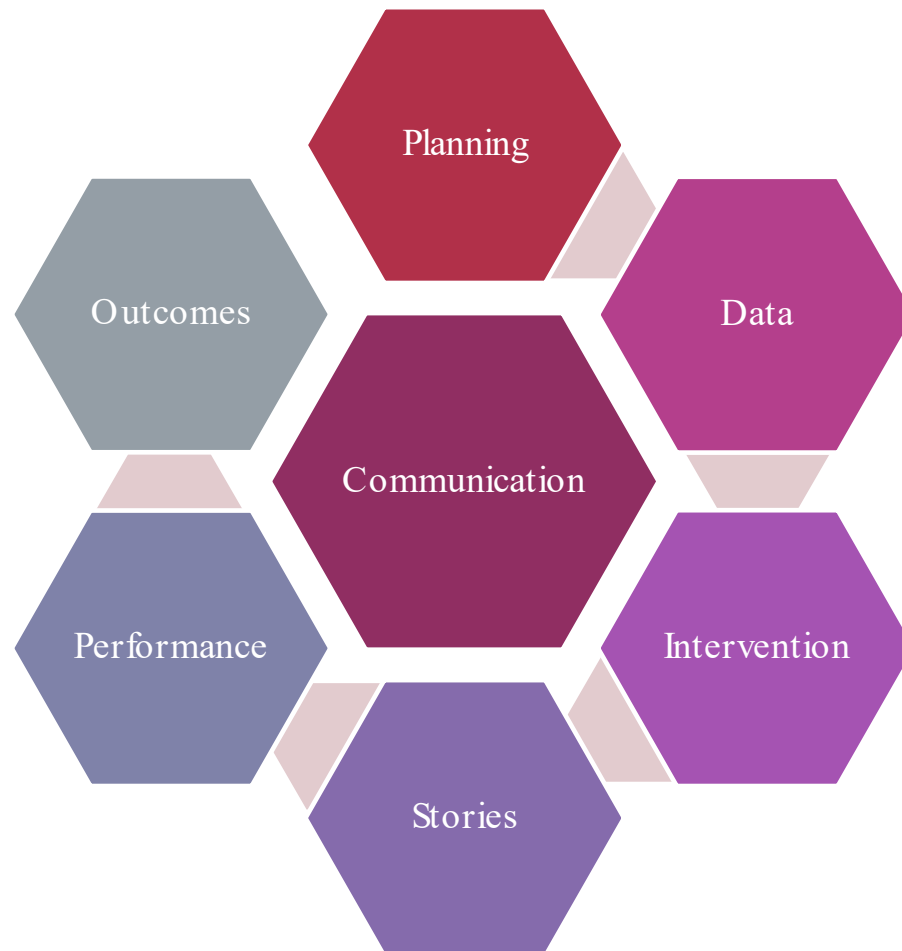 Planning
Data
Outcomes
Communication
Intervention
Performance
Stories